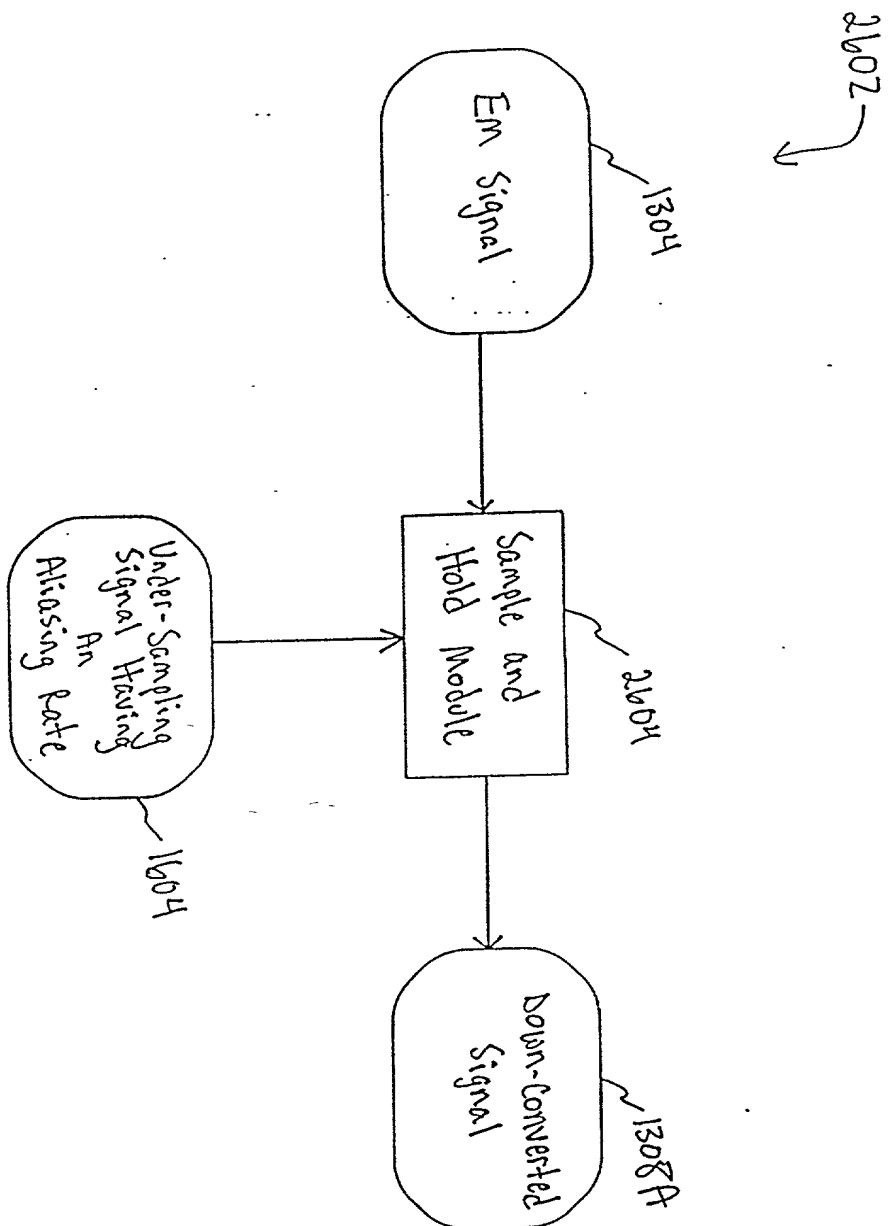 2602
Em Signal
1304
Sample and
Hold Module
2604
Under-Sampling
Signal Having
An
Aliasing Rate
1604
Down-Converted
Signal
1308A